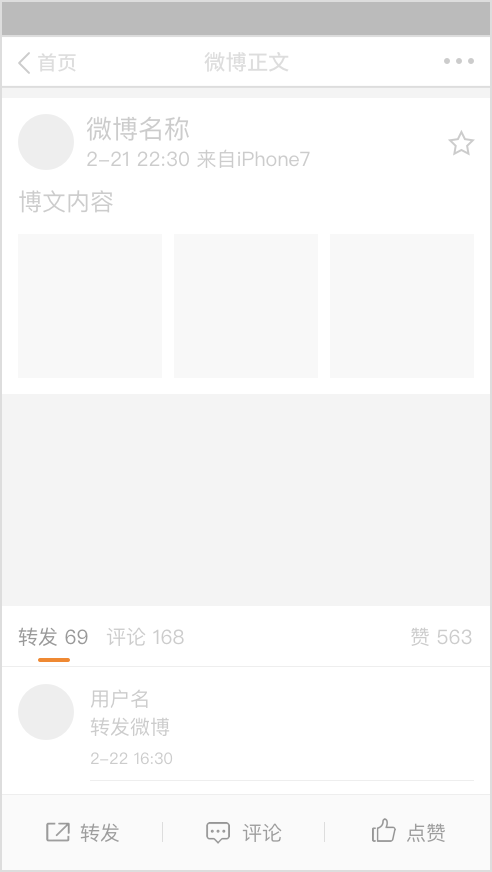 首页 微博正文
微博名称
2-21 22:30 来自iPhone7
博文内容
转发 69 评论 168 赞 563
用户名
转发微博
2-22 16:30
转发 评论 点赞